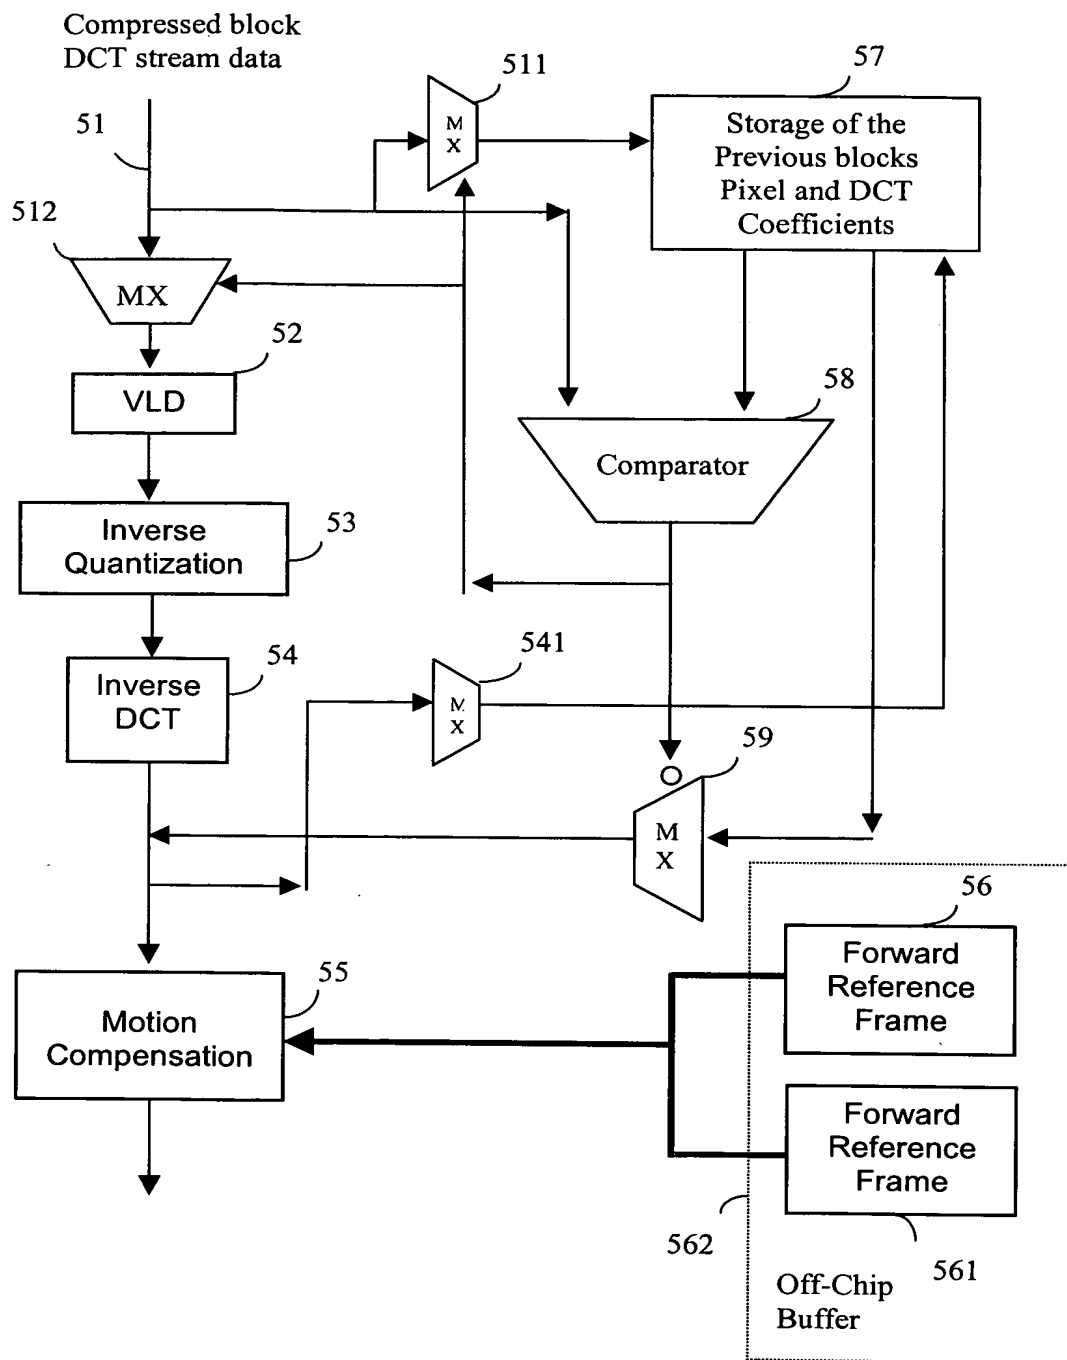 Compressed block
DCT stream data
51
511
M
X
57
Storage of the
Previous blocks
Pixel and DCT
Coefficients
512
MX
52
VLD
58
Comparator
Inverse
Quantization
53
Inverse
DCT
54
541
M
X
59
M
X
56
Forward
Reference
Frame
55
Motion
Compensation
Forward
Reference
Frame
562
561
Off-Chip
Buffer